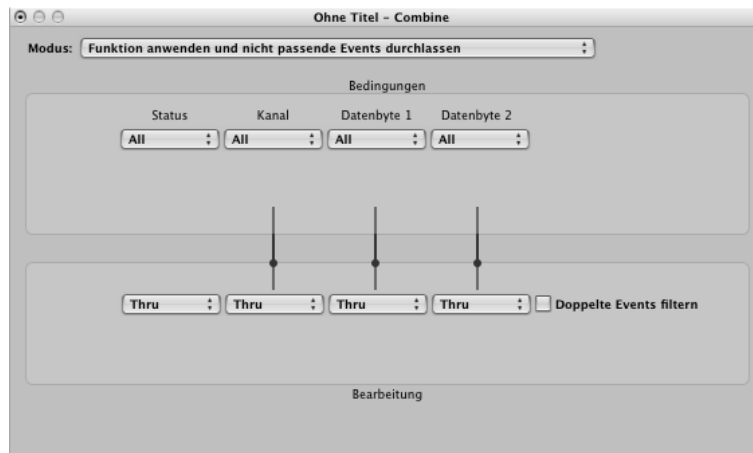 Ohne Titel – Combine
Modus: Funktion anwenden und nicht passende Events durchlassen
Bedingungen
Status Kanal Datenbyte 1 Datenbyte 2
All All All All
Thru Thru Thru Thru Doppelte Events filtern
Bearbeitung